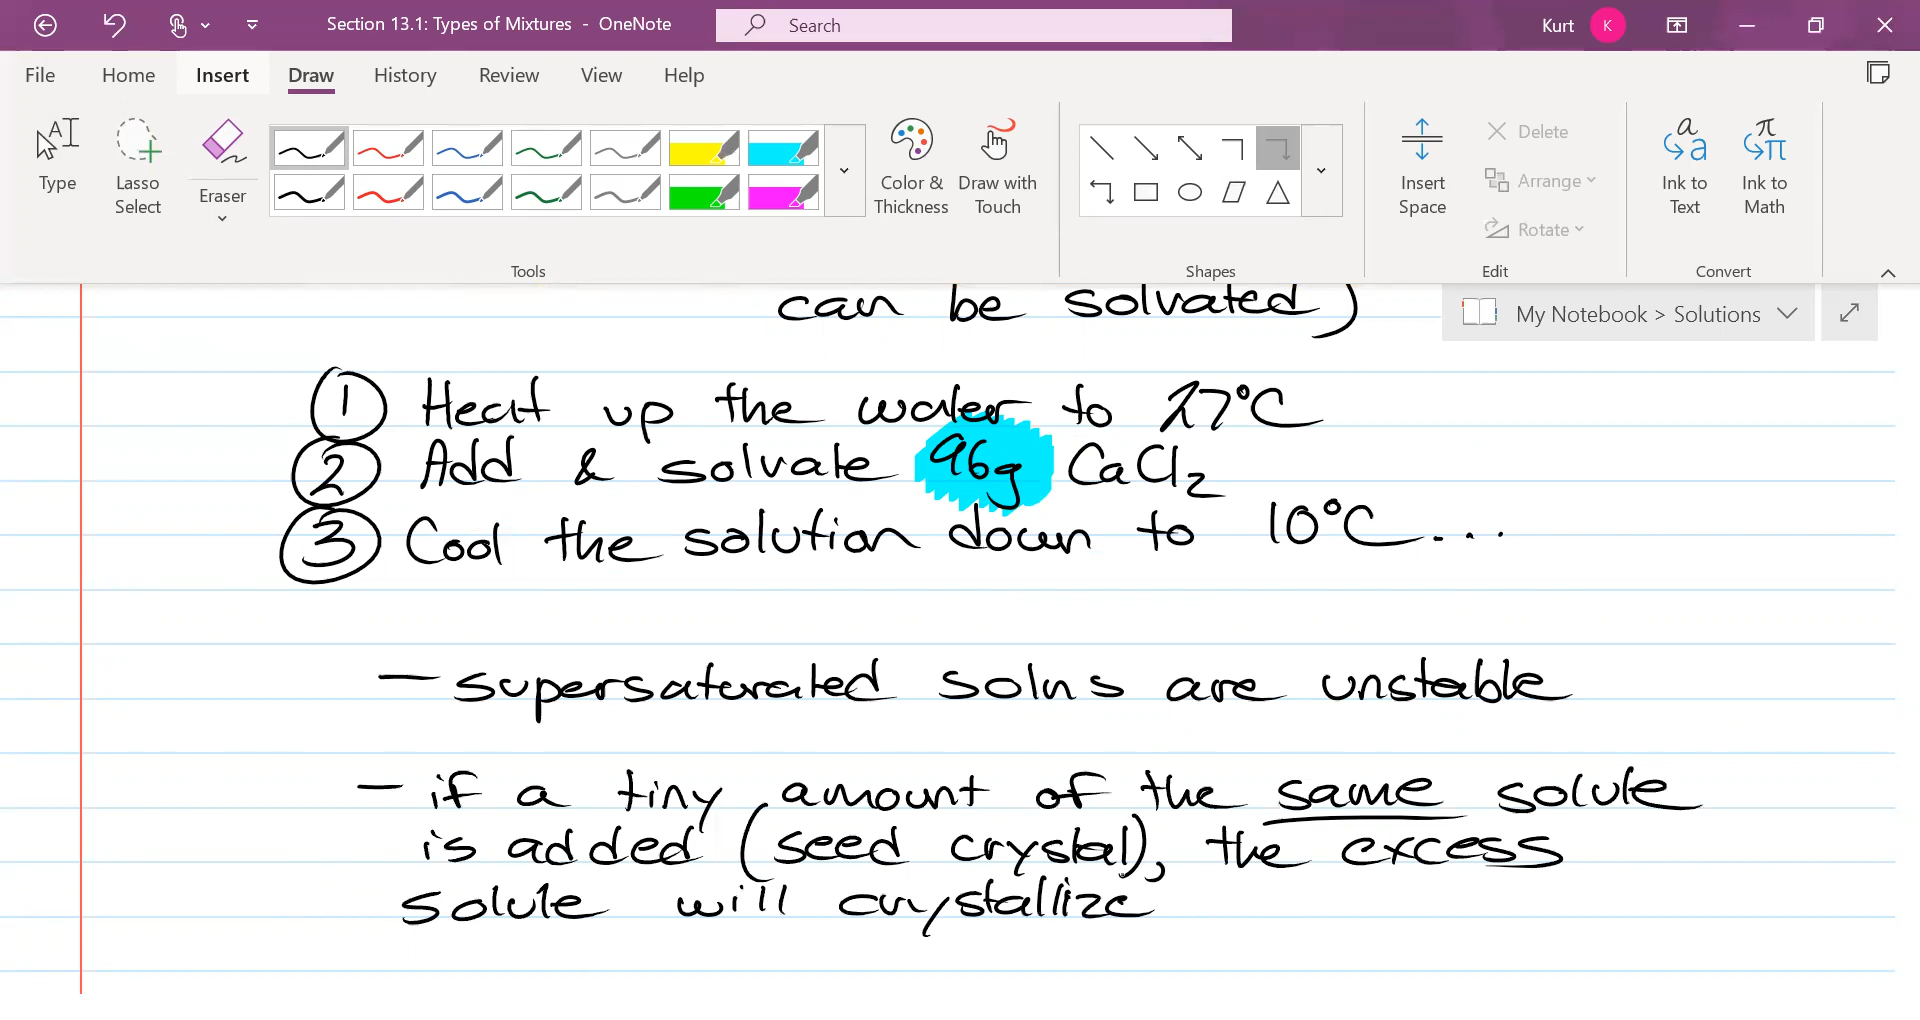 Section 13.1: Types of Mixtures - OneNote
Search
Kurt K
File Home Insert Draw History Review View Help
Type
Lasso Select
Eraser
Color & Thickness
Draw with Touch
Insert Space
Delete
Arrange
Rotate
Ink to Text
Ink to Math
Tools Shapes Edit Convert
My Notebook > Solutions
can be solvated)
1 Heat up the water to 27°C
2 Add & solvate 96g CaCl2
3 Cool the solution down to 10°C...
- supersaturated solns are unstable
- if a tiny amount of the same solute
is added (seed crystal), the excess
solute will crystallize